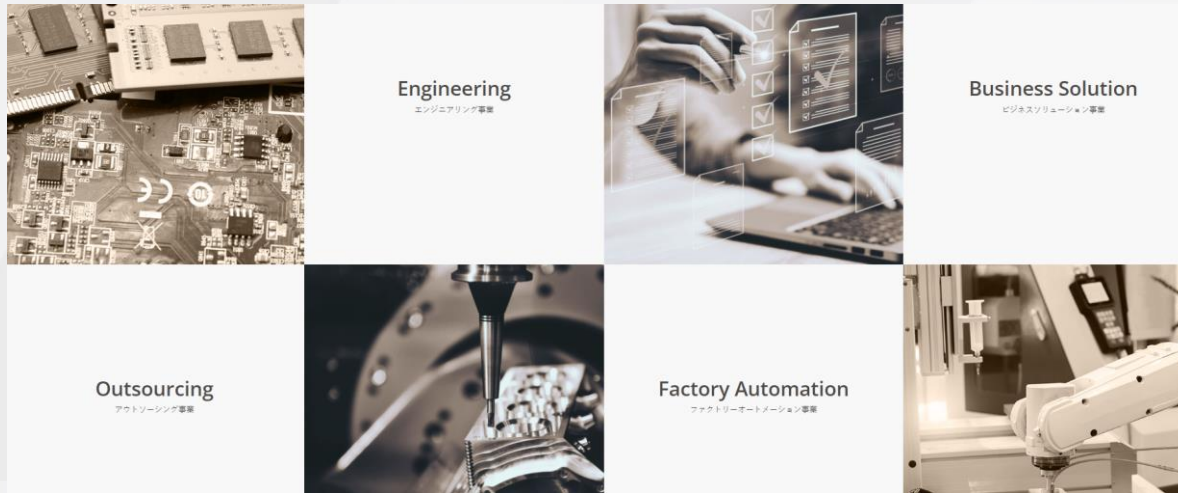 Engineering
エンジニアリング事業
Business Solution
ビジネスソリューション事業
Outsourcing
アウトソーシング事業
Factory Automation
ファクトリーオートメーション事業
CE
10